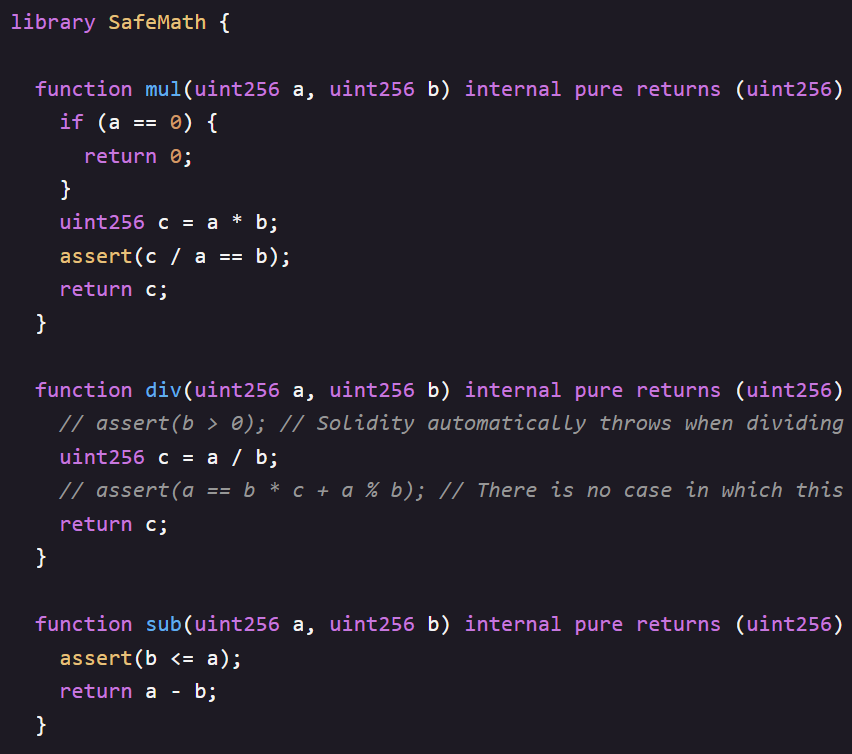 library SafeMath {
  function mul(uint256 a, uint256 b) internal pure returns (uint256)
    if (a == 0) {
      return 0;
    }
    uint256 c = a * b;
    assert(c / a == b);
    return c;
  }
  function div(uint256 a, uint256 b) internal pure returns (uint256)
    // assert(b > 0); // Solidity automatically throws when dividing
    uint256 c = a / b;
    // assert(a == b * c + a % b); // There is no case in which this
    return c;
  }
  function sub(uint256 a, uint256 b) internal pure returns (uint256)
    assert(b <= a);
    return a - b;
  }